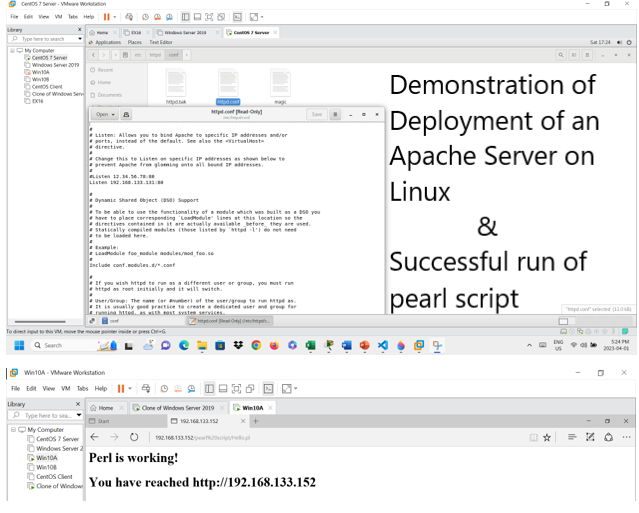 CentOS 7 Server - VMware Workstation
File Edit View VM Tabs Help
Library
Type here to search
My Computer
CentOS 7 Server
Windows Server 2019
Win10A
Win10B
CentOS Client
Clone of Windows Serv
EX16
Home EX16 Windows Server 2019 CentOS 7 Server
Applications Places Text Editor
Sat 17:24
etc httpd conf
Recent
Home
Documents
httpd.bak httpd.conf magic
Open httpd.conf [Read-Only] Save
/etc/httpd/conf
#
# Listen: Allows you to bind Apache to specific IP addresses and/or
# ports, instead of the default. See also the <VirtualHost>
# directive.
#
# Change this to Listen on specific IP addresses as shown below to
# prevent Apache from glomming onto all bound IP addresses.
#
#Listen 12.34.56.78:80
Listen 192.168.133.131:80
#
# Dynamic Shared Object (DSO) Support
#
# To be able to use the functionality of a module which was built as a DSO you
# have to place corresponding `LoadModule' lines at this location so the
# directives contained in it are actually available _before_ they are used.
# Statically compiled modules (those listed by `httpd -l') do not need
# to be loaded here.
#
# Example:
# LoadModule foo_module modules/mod_foo.so
#
Include conf.modules.d/*.conf
#
# If you wish httpd to run as a different user or group, you must run
# httpd as root initially and it will switch.
#
# User/Group: The name (or #number) of the user/group to run httpd as.
# It is usually good practice to create a dedicated user and group for
# running httpd, as with most system services.
Demonstration of
Deployment of an
Apache Server on
Linux
&
Successful run of
pearl script
"httpd.conf" selected (12.0 kB)
conf httpd.conf [Read-Only] (/etc/httpd/c...
To direct input to this VM, move the mouse pointer inside or press Ctrl+G.
Search
ENG
US
5:24 PM
2023-04-01
Win10A - VMware Workstation
File Edit View VM Tabs Help
Library
Type here to sea...
My Computer
CentOS 7 Server
Windows Server 2
Win10A
Win10B
CentOS Client
Clone of Window
Home Clone of Windows Server 2019 Win10A
Start 192.168.133.152
192.168.133.152/pearl%20script/Hello.pl
Perl is working!
You have reached http://192.168.133.152